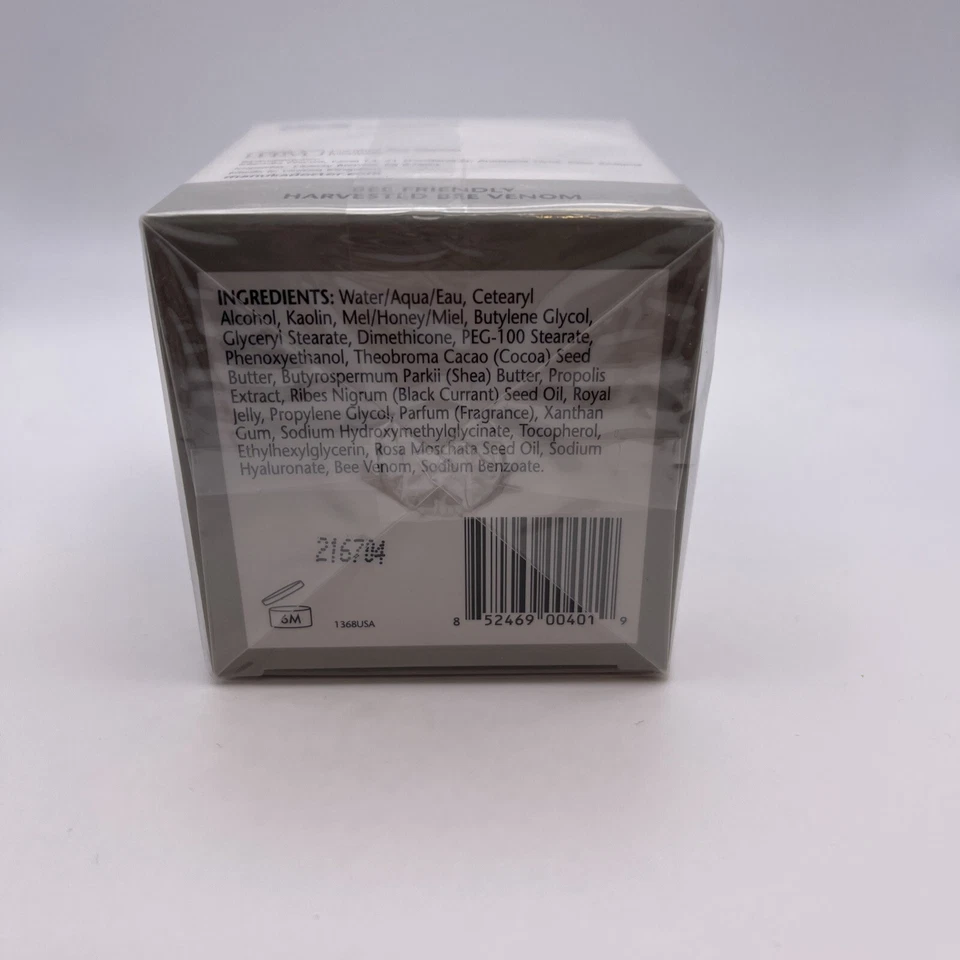 BEE FRIENDLY
HARVESTED BEE VENOM
INGREDIENTS: Water/Aqua/Eau, Cetearyl
Alcohol, Kaolin, Mel/Honey/Miel, Butylene Glycol,
Glyceryl Stearate, Dimethicone, PEG-100 Stearate,
Phenoxyethanol, Theobroma Cacao (Cocoa) Seed
Butter, Butyrospermum Parkii (Shea) Butter, Propolis
Extract, Ribes Nigrum (Black Currant) Seed Oil, Royal
Jelly, Propylene Glycol, Parfum (Fragrance), Xanthan
Gum, Sodium Hydroxymethylglycinate, Tocopherol,
Ethylhexylglycerin, Rosa Moschata Seed Oil, Sodium
Hyaluronate, Bee Venom, Sodium Benzoate.
216704
6M
1368USA
8 52469 00401 9